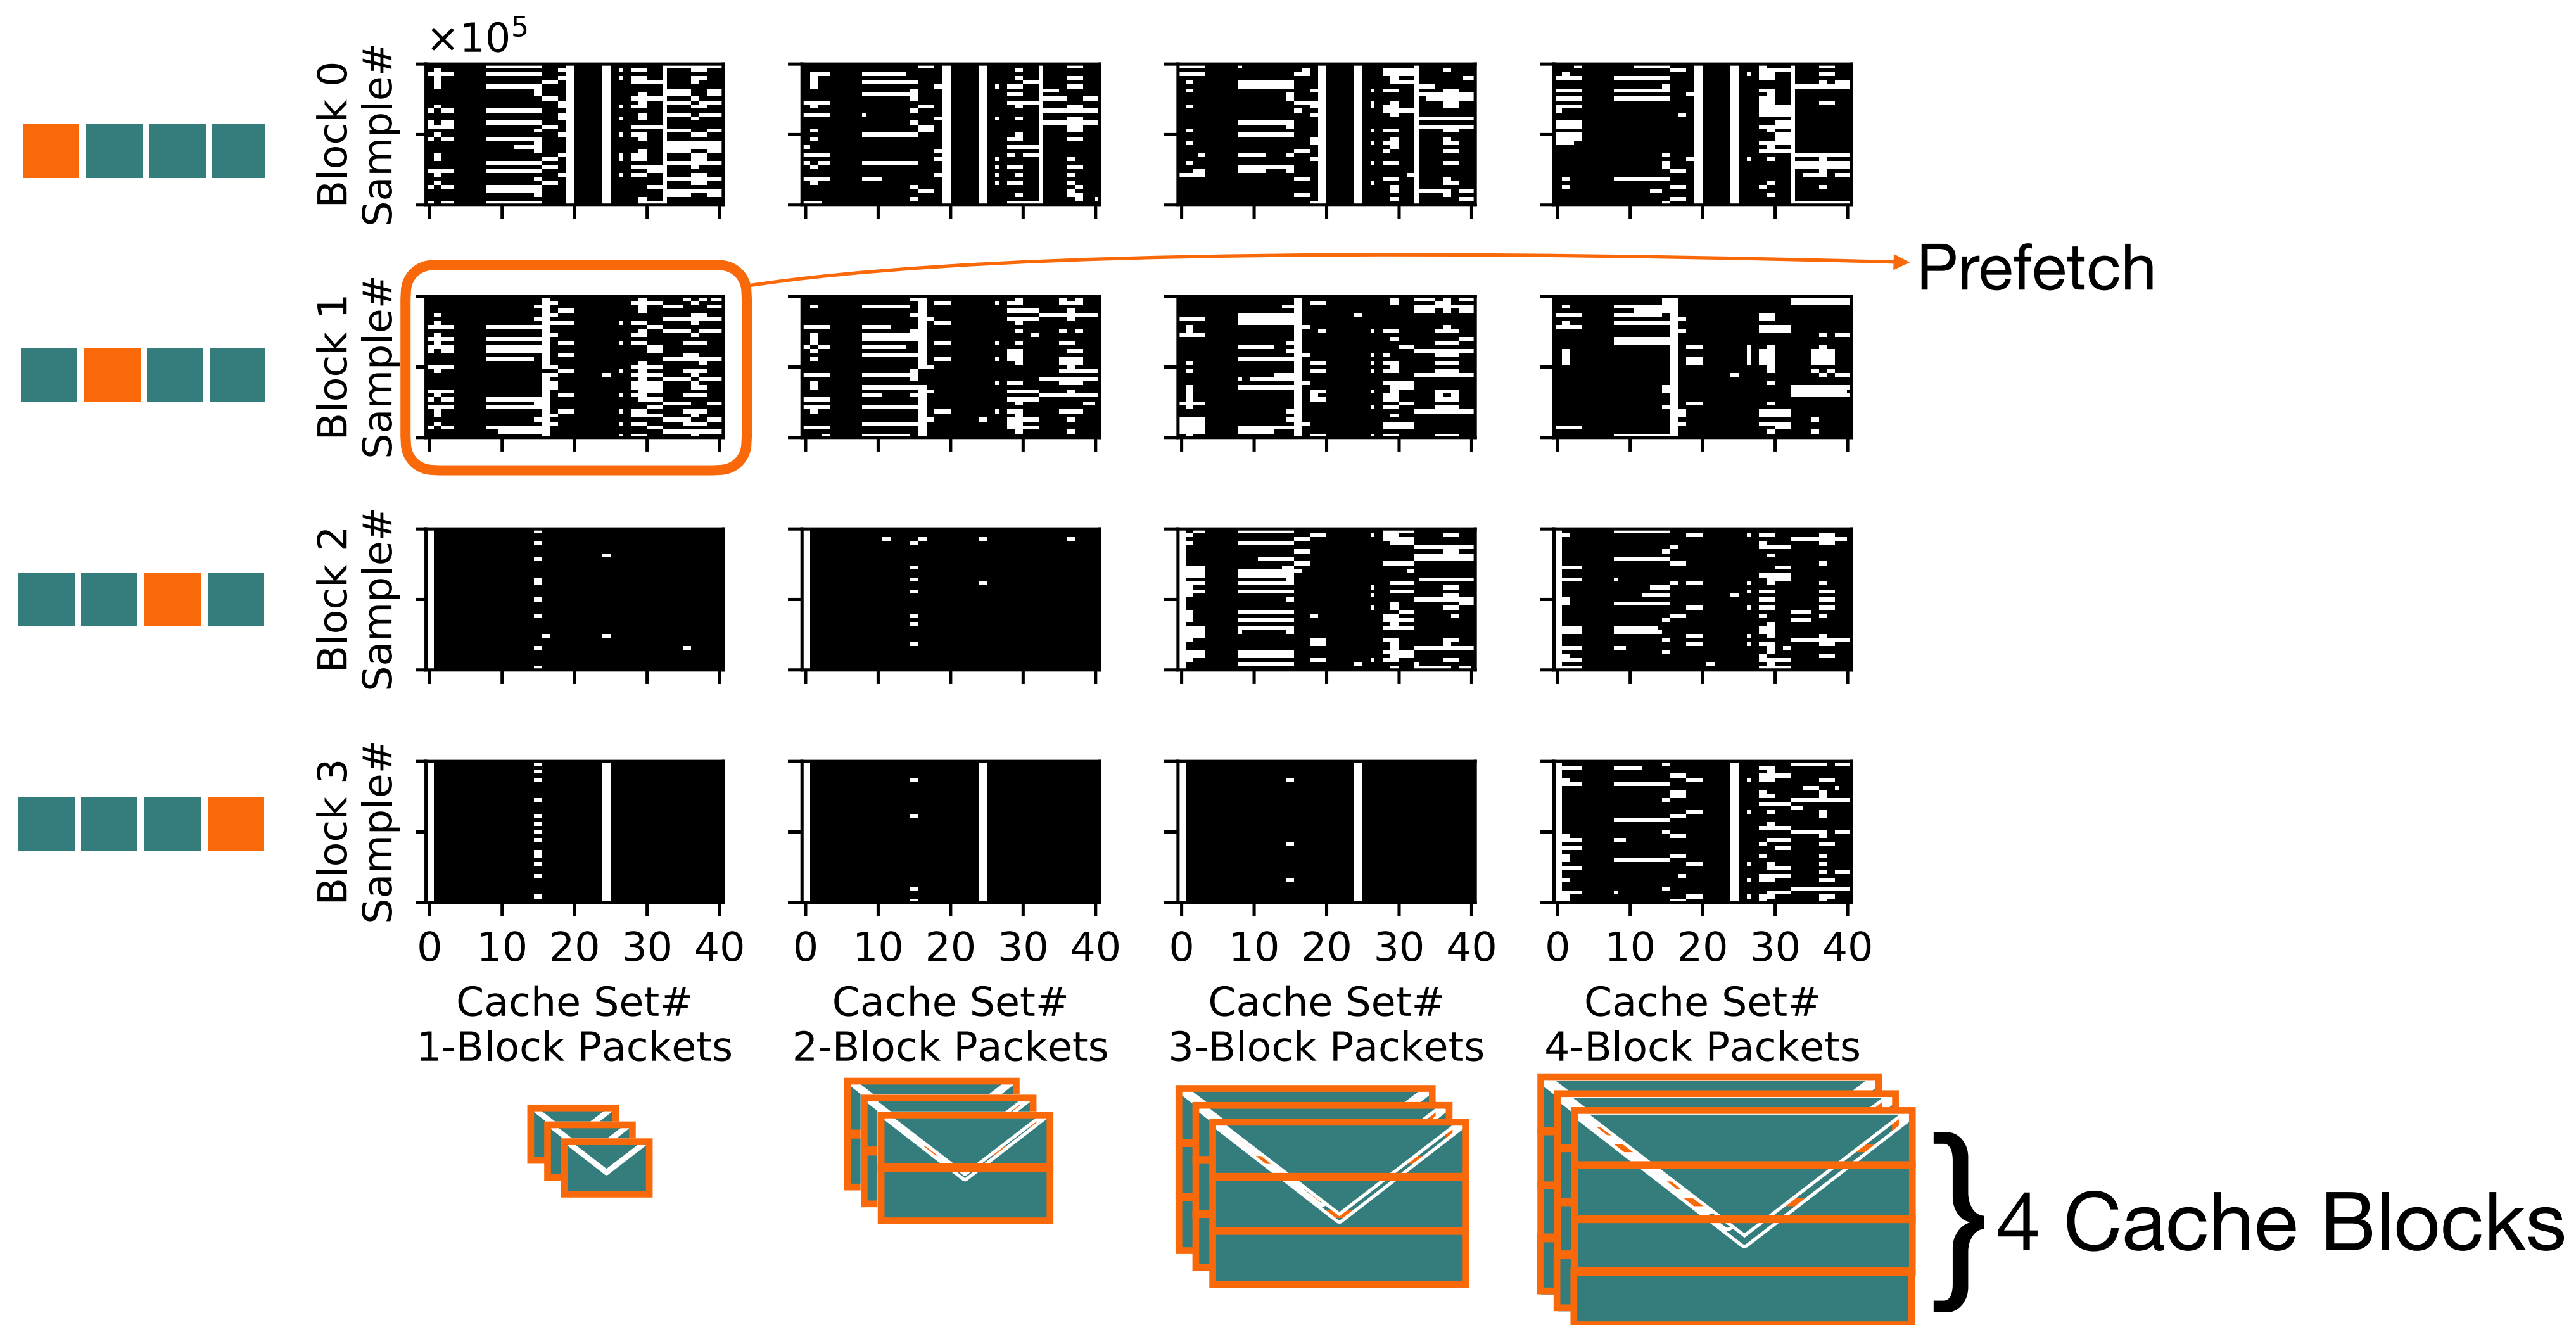 ×10⁵
Block 0
Sample#
Prefetch
Block 1
Sample#
Block 2
Sample#
Block 3
Sample#
0 10 20 30 40 0 10 20 30 40 0 10 20 30 40 0 10 20 30 40
Cache Set# Cache Set# Cache Set# Cache Set#
1-Block Packets 2-Block Packets 3-Block Packets 4-Block Packets
4 Cache Blocks